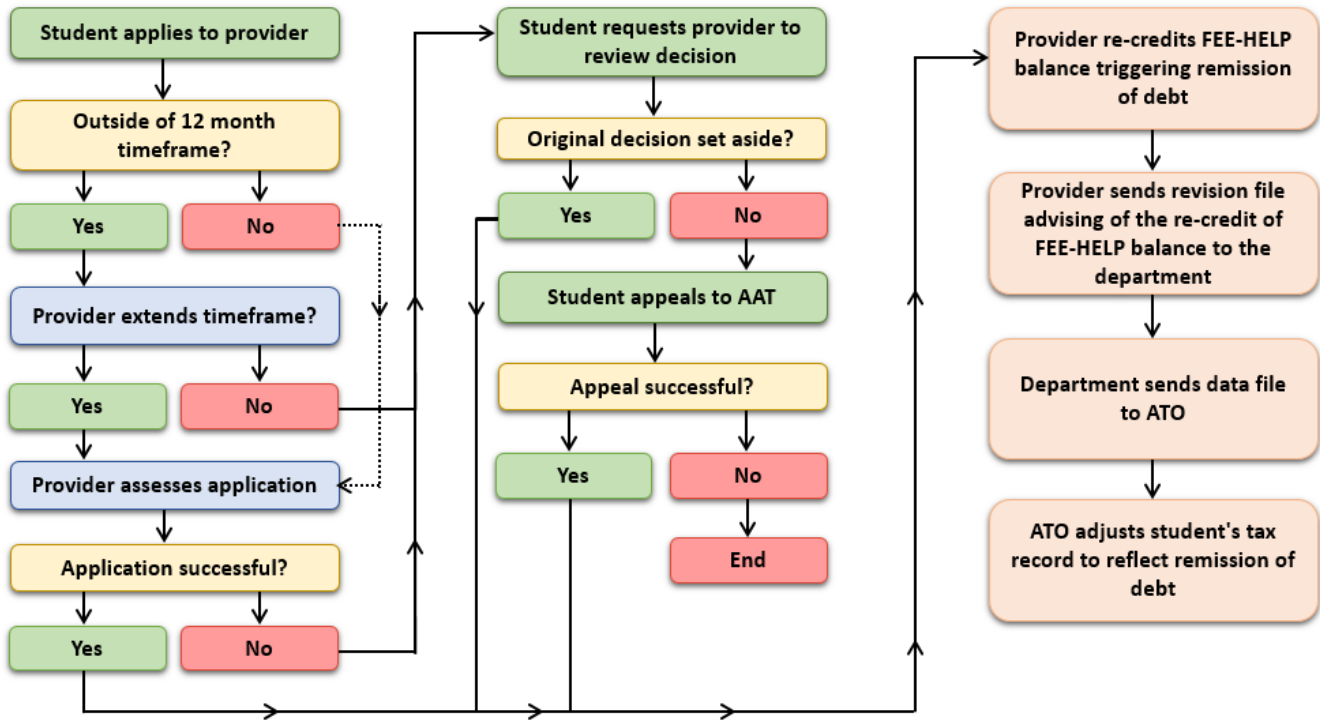 Student applies to provider
Outside of 12 month
timeframe?
Yes
No
Provider extends timeframe?
Yes
No
Provider assesses application
Application successful?
Yes
No
Student requests provider to
review decision
Original decision set aside?
Yes
No
Student appeals to AAT
Appeal successful?
Yes
No
End
Provider re-credits FEE-HELP
balance triggering remission
of debt
Provider sends revision file
advising of the re-credit of
FEE-HELP balance to the
department
Department sends data file
to ATO
ATO adjusts student's tax
record to reflect remission of
debt